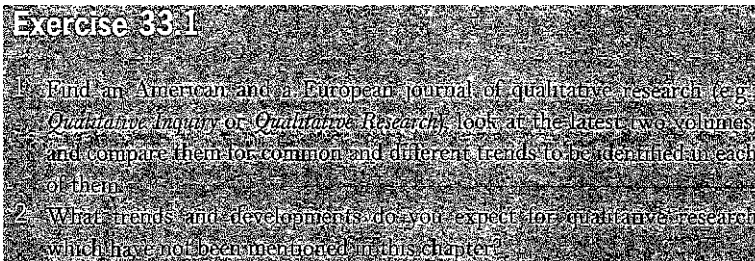 Exercise 33.1
1 Find an American and a European journal of qualitative research (e.g.,
Qualitative Inquiry or Qualitative Research), look at the latest two volumes,
and compare them for common and different trends to be identified in each
of them.
2 What trends and developments do you expect for qualitative research
which have not been mentioned in this chapter?